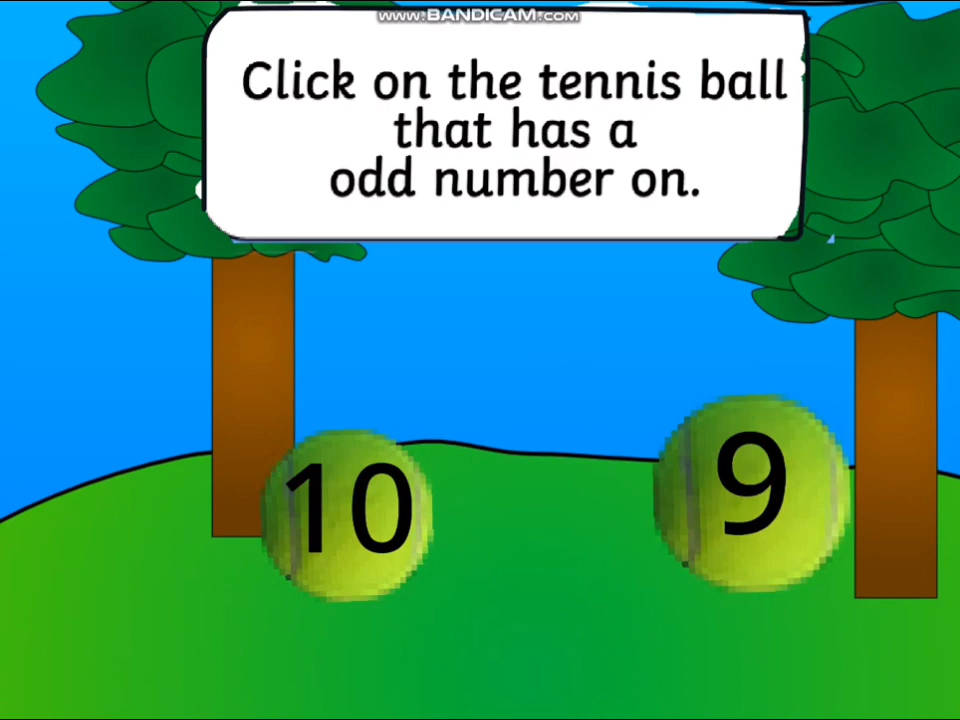 www.BANDICAM.com
Click on the tennis ball
that has a
odd number on.
10
9